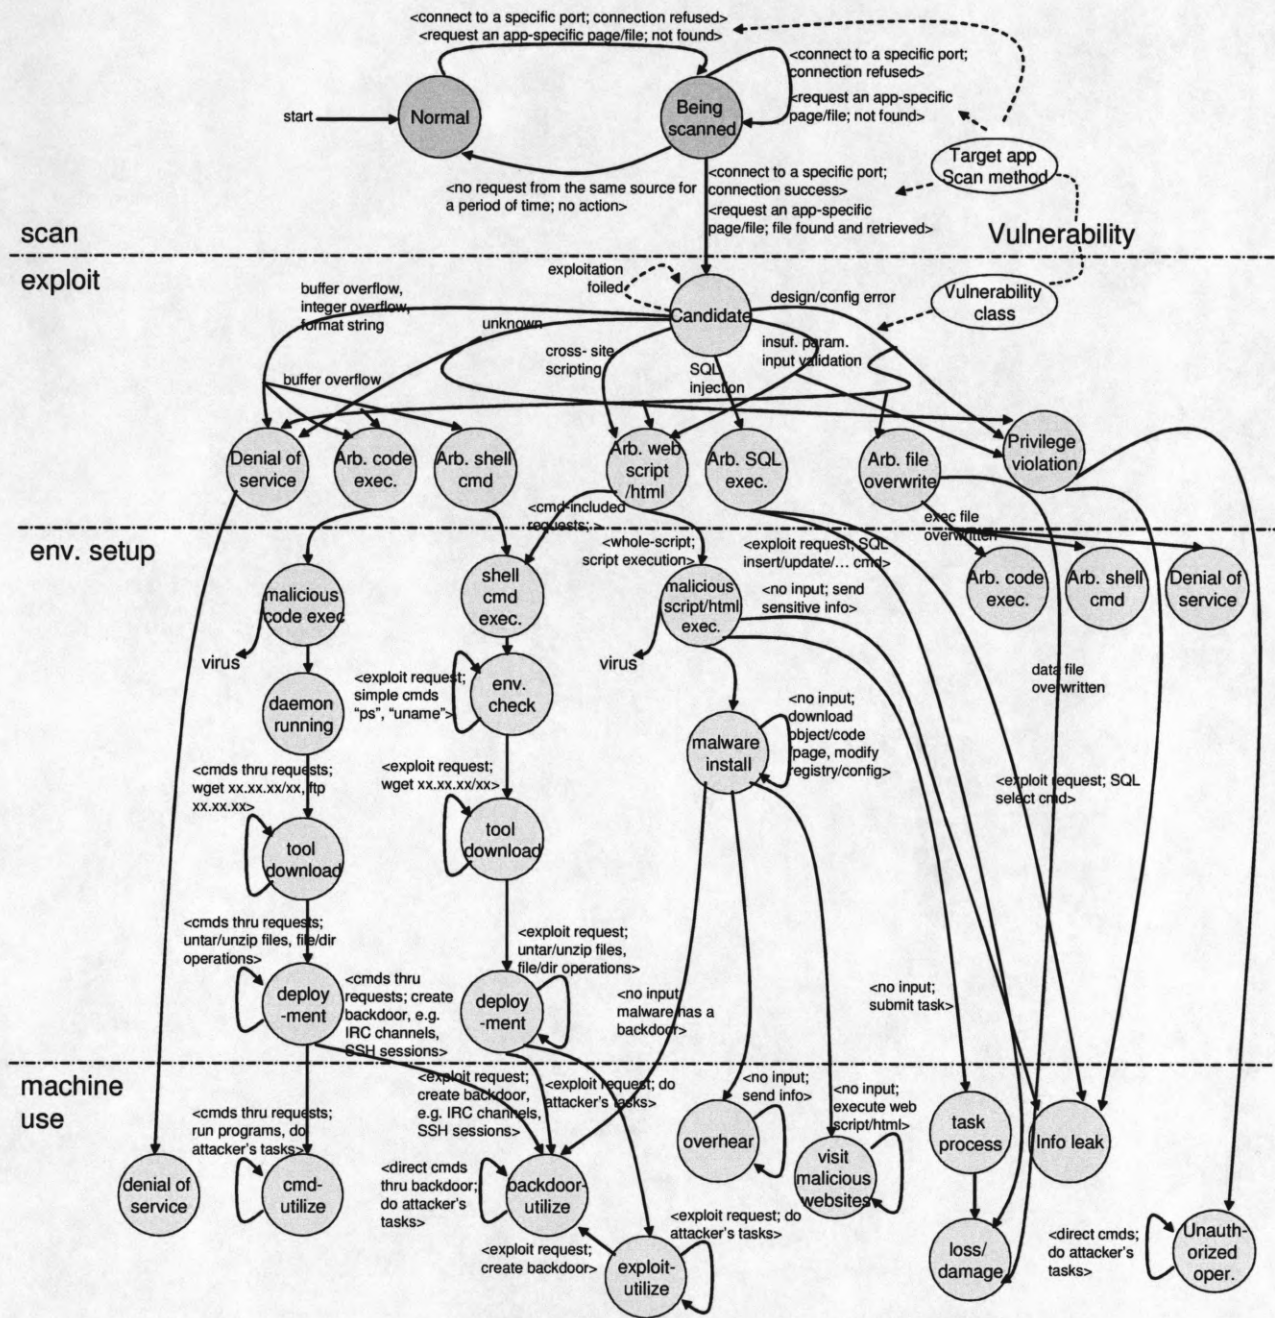 <connect to a specific port; connection refused>
<request an app-specific page/file; not found>
<connect to a specific port;
connection refused>
<request an app-specific
page/file; not found>
start
Normal
Being
scanned
Target app
Scan method
<no request from the same source for
a period of time; no action>
<connect to a specific port;
connection success>
<request an app-specific
page/file; file found and retrieved>
scan
Vulnerability
exploit
exploitation
foiled
buffer overflow,
integer overflow,
format string
unknown
Candidate
design/config error
Vulnerability
class
cross- site
scripting
insuf. param.
input validation
SQL
injection
buffer overflow
Denial of
service
Arb. code
exec.
Arb. shell
cmd
Arb. web
script
/html
Arb. SQL
exec.
Arb. file
overwrite
Privilege
violation
<cmd-included
requests; >
exec file
overwritten
env. setup
<whole-script;
script execution>
<exploit request; SQL
insert/update/... cmd>
malicious
code exec
shell
cmd
exec.
malicious
script/html
exec.
<no input; send
sensitive info>
Arb. code
exec.
Arb. shell
cmd
Denial of
service
virus
virus
<exploit request;
simple cmds
“ps”, “uname”>
env.
check
data file
overwritten
daemon
running
malware
install
<no input;
download
object/code
/page, modify
registry/config>
<cmds thru requests;
wget xx.xx.xx/xx, ftp
xx.xx.xx>
<exploit request;
wget xx.xx.xx/xx>
<exploit request; SQL
select cmd>
tool
download
tool
download
<cmds thru requests;
untar/unzip files, file/dir
operations>
<exploit request;
untar/unzip files,
file/dir operations>
deploy
-ment
<cmds thru
requests; create
backdoor, e.g.
IRC channels,
SSH sessions>
deploy
-ment
<no input;
malware has a
backdoor>
<no input;
submit task>
machine
use
<exploit request;
create backdoor,
e.g. IRC channels,
SSH sessions>
<exploit request; do
attacker's tasks>
<no input;
send info>
<no input;
execute web
script/html>
<cmds thru requests;
run programs, do
attacker's tasks>
overhear
task
process
Info leak
denial of
service
cmd-
utilize
<direct cmds
thru backdoor;
do attacker's
tasks>
backdoor-
utilize
visit
malicious
websites
<exploit request; do
attacker's tasks>
<exploit request;
create backdoor>
exploit-
utilize
loss/
damage
<direct cmds;
do attacker's
tasks>
Unauth-
orized
oper.